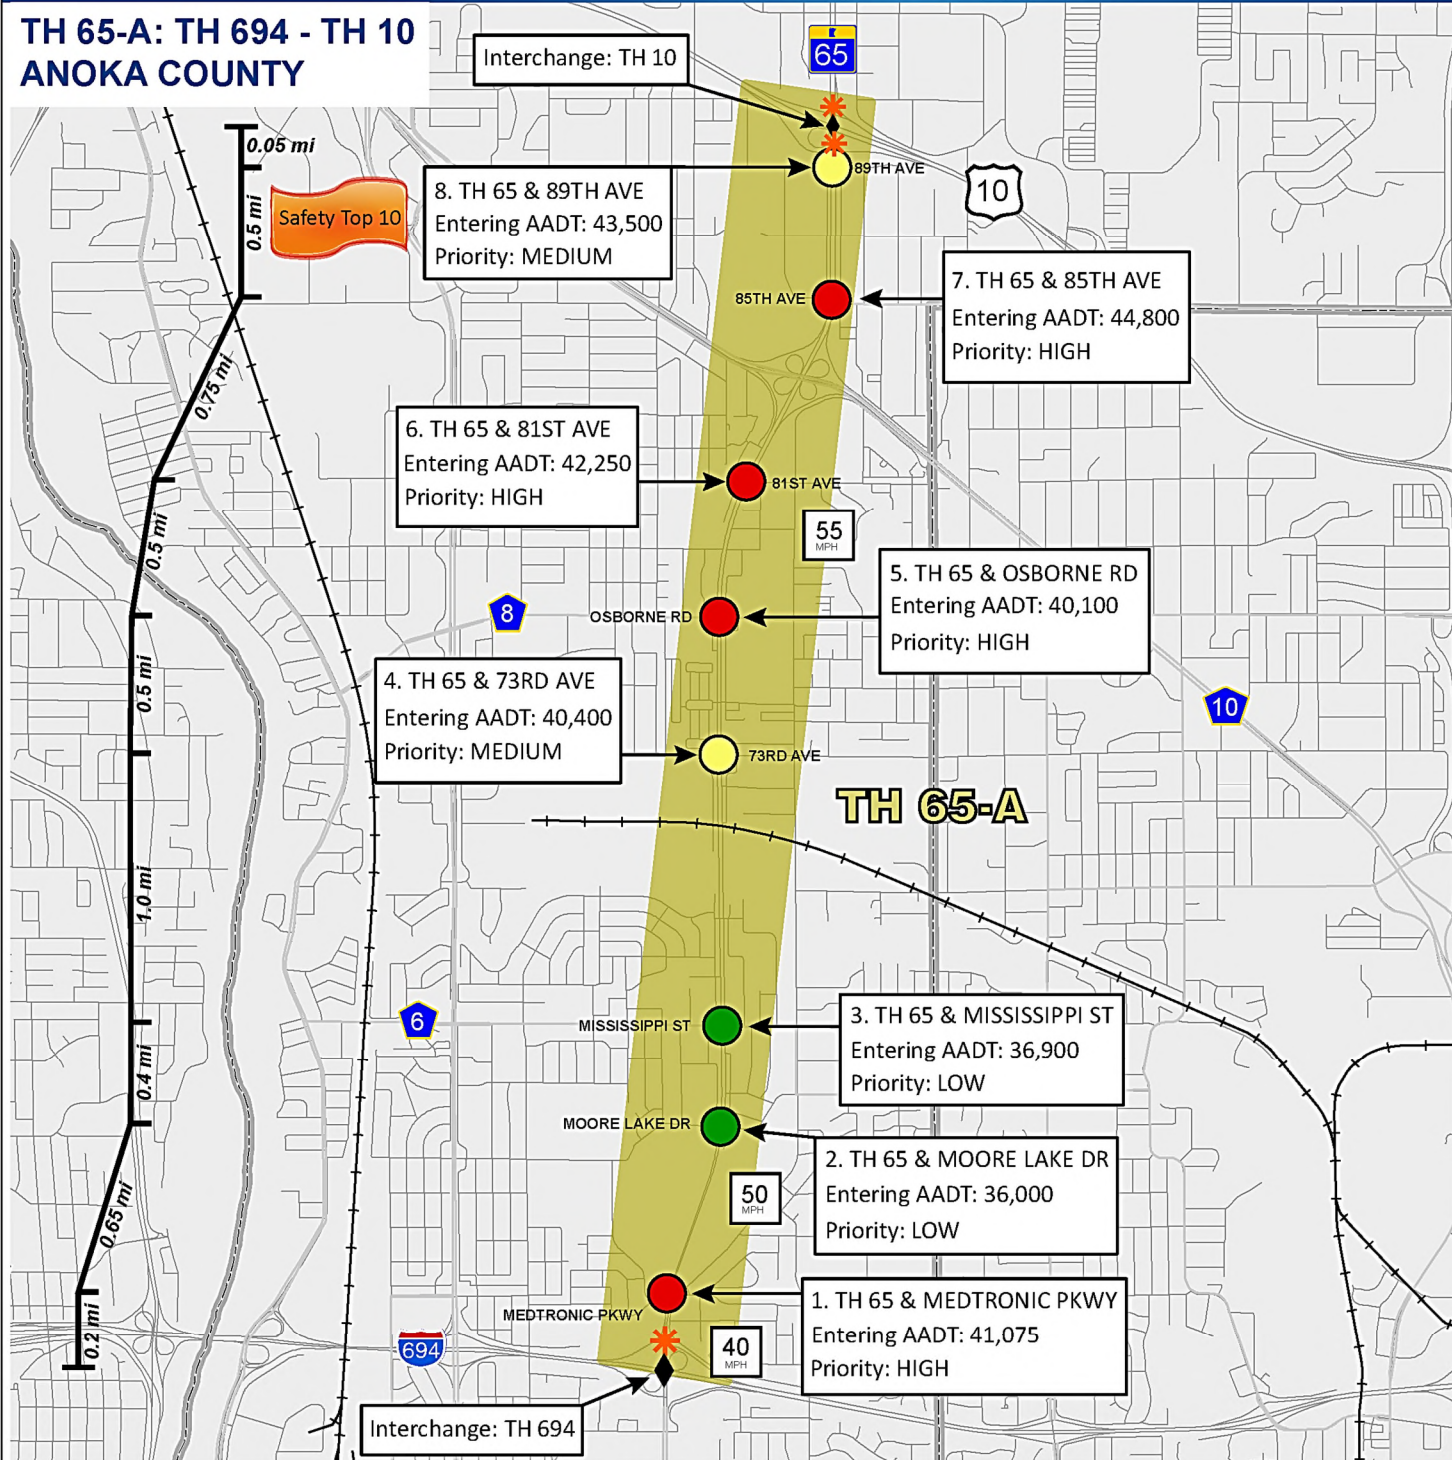 TH 65-A: TH 694 - TH 10
ANOKA COUNTY
Interchange: TH 10
65
0.05 mi
Safety Top 10
0.5 mi
8. TH 65 & 89TH AVE
Entering AADT: 43,500
Priority: MEDIUM
89TH AVE
10
85TH AVE
7. TH 65 & 85TH AVE
Entering AADT: 44,800
Priority: HIGH
0.75 mi
6. TH 65 & 81ST AVE
Entering AADT: 42,250
Priority: HIGH
81ST AVE
0.5 mi
55
MPH
5. TH 65 & OSBORNE RD
Entering AADT: 40,100
Priority: HIGH
8
OSBORNE RD
0.5 mi
4. TH 65 & 73RD AVE
Entering AADT: 40,400
Priority: MEDIUM
73RD AVE
10
TH 65-A
1.0 mi
6
MISSISSIPPI ST
3. TH 65 & MISSISSIPPI ST
Entering AADT: 36,900
Priority: LOW
0.4 mi
MOORE LAKE DR
2. TH 65 & MOORE LAKE DR
Entering AADT: 36,000
Priority: LOW
50
MPH
0.65 mi
MEDTRONIC PKWY
1. TH 65 & MEDTRONIC PKWY
Entering AADT: 41,075
Priority: HIGH
0.2 mi
694
40
MPH
Interchange: TH 694